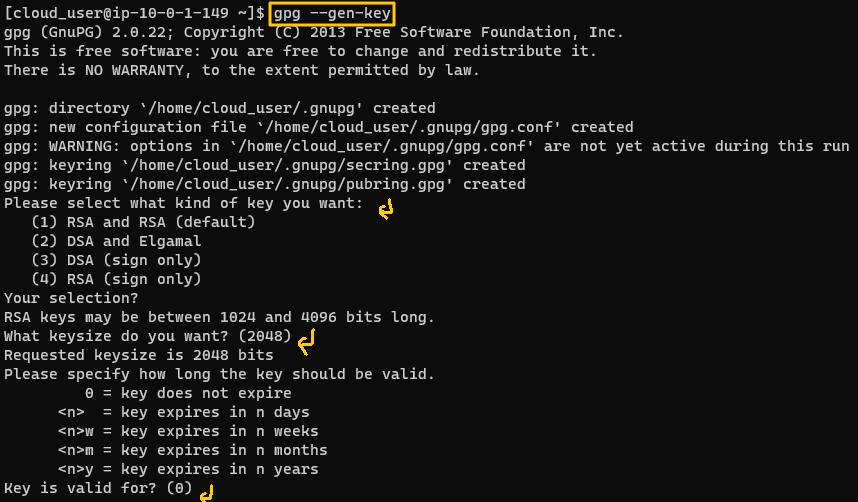 [cloud_user@ip-10-0-1-149 ~]$ gpg --gen-key
gpg (GnuPG) 2.0.22; Copyright (C) 2013 Free Software Foundation, Inc.
This is free software: you are free to change and redistribute it.
There is NO WARRANTY, to the extent permitted by law.

gpg: directory `/home/cloud_user/.gnupg' created
gpg: new configuration file `/home/cloud_user/.gnupg/gpg.conf' created
gpg: WARNING: options in `/home/cloud_user/.gnupg/gpg.conf' are not yet active during this run
gpg: keyring `/home/cloud_user/.gnupg/secring.gpg' created
gpg: keyring `/home/cloud_user/.gnupg/pubring.gpg' created
Please select what kind of key you want:
   (1) RSA and RSA (default)
   (2) DSA and Elgamal
   (3) DSA (sign only)
   (4) RSA (sign only)
Your selection?
RSA keys may be between 1024 and 4096 bits long.
What keysize do you want? (2048)
Requested keysize is 2048 bits
Please specify how long the key should be valid.
         0 = key does not expire
      <n>  = key expires in n days
      <n>w = key expires in n weeks
      <n>m = key expires in n months
      <n>y = key expires in n years
Key is valid for? (0)